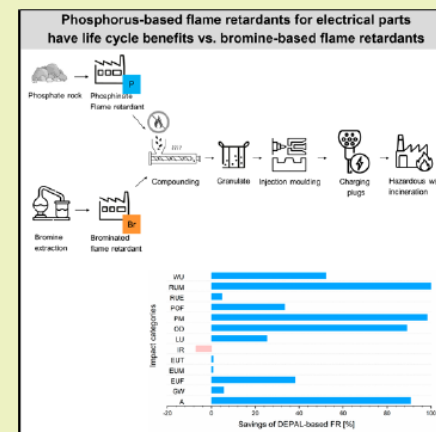 Phosphorus-based flame retardants for electrical parts
have life cycle benefits vs. bromine-based flame retardants
P
Phosphate rock
Phosphinate
Flame retardant
Compounding
Granulate
Injection moulding
Charging
plugs
Hazardous
incineration
Br
Bromine
extraction
Brominated
flame retardant
Impact categories
WU
RUM
RUE
POF
PM
OD
LU
IR
EUT
EUM
EUF
GW
A
-20
0
20
40
60
80
100
Savings of DEPAL-based FR [%]